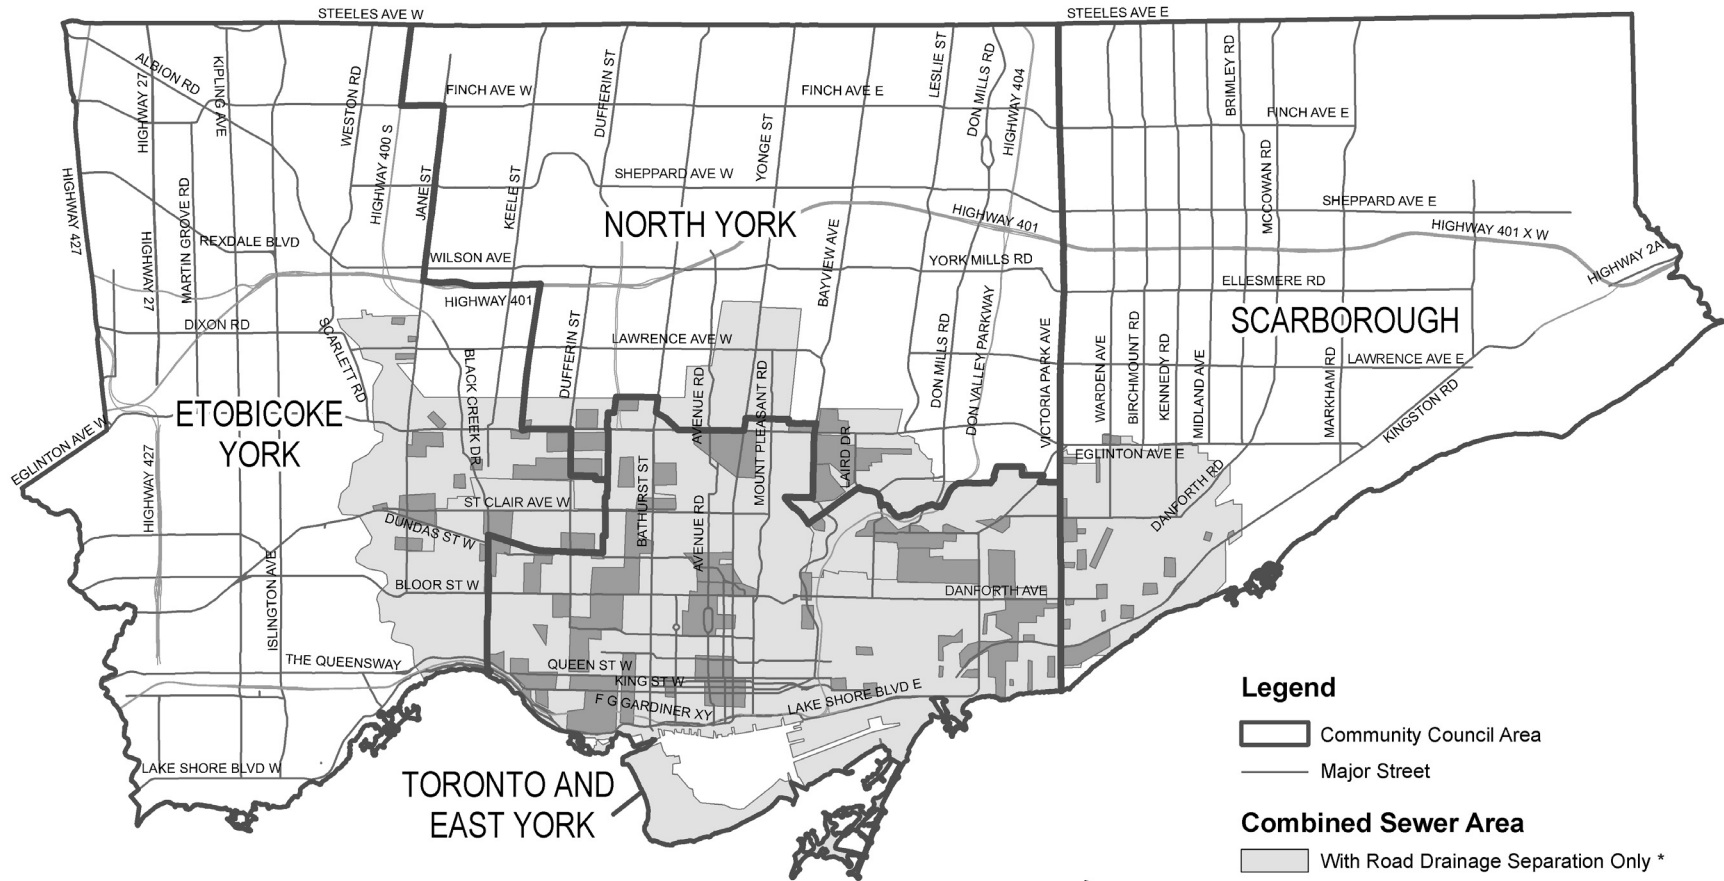 STEELES AVE W
STEELES AVE E
ALBION RD
HIGHWAY 27
KIPLING AVE
WESTON RD
HIGHWAY 400 S
FINCH AVE W
DUFFERIN ST
FINCH AVE E
LESLIE ST
DON MILLS RD
HIGHWAY 404
BRIMLEY RD
FINCH AVE E
YONGE ST
MCCOWAN RD
HIGHWAY 427
MARTIN GROVE RD
JANE ST
KEELE ST
SHEPPARD AVE W
SHEPPARD AVE E
NORTH YORK
HIGHWAY 401
HIGHWAY 401 X W
REXDALE BLVD
HIGHWAY 27
WILSON AVE
BAYVIEW AVE
YORK MILLS RD
HIGHWAY 2A
ELLESMERE RD
HIGHWAY 401
DIXON RD
SCARLETT RD
DUFFERIN ST
LAWRENCE AVE W
DON MILLS RD
DON VALLEY PARKWAY
VICTORIA PARK AVE
WARDEN AVE
BIRCHMOUNT RD
KENNEDY RD
MIDLAND AVE
SCARBOROUGH
MARKHAM RD
LAWRENCE AVE E
KINGSTON RD
BLACK CREEK DR
AVENUE RD
MOUNT PLEASANT RD
LAIRD DR
ETOBICOKE
YORK
EGLINTON AVE W
HIGHWAY 427
EGLINTON AVE E
DANFORTH RD
BATHURST ST
ST CLAIR AVE W
AVENUE RD
DUNDAS ST W
BLOOR ST W
DANFORTH AVE
ISLINGTON AVE
THE QUEENSWAY
QUEEN ST W
KING ST W
F G GARDINER XY
LAKE SHORE BLVD E
LAKE SHORE BLVD W
TORONTO AND
EAST YORK
Legend
Community Council Area
Major Street
Combined Sewer Area
With Road Drainage Separation Only *